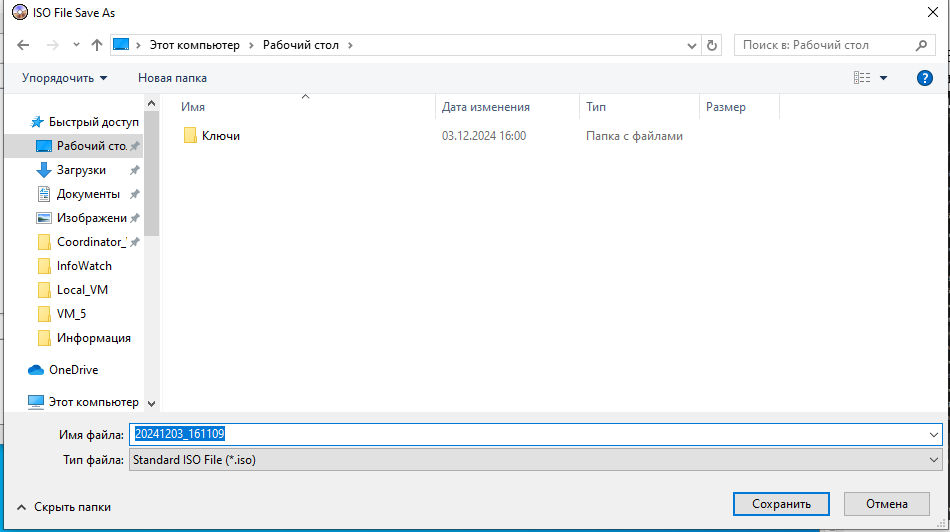 ISO File Save As
Этот компьютер
Рабочий стол
Поиск в: Рабочий стол
Упорядочить
Новая папка
Имя
Дата изменения
Тип
Размер
Ключи
03.12.2024 16:00
Папка с файлами
Быстрый доступ
Рабочий сто.
Загрузки
Документы
Изображени
Coordinator_
InfoWatch
Local_VM
VM_5
Информация
OneDrive
Этот компьютер
Имя файла: 20241203_161109
Тип файла: Standard ISO File (*.iso)
Скрыть папки
Сохранить
Отмена